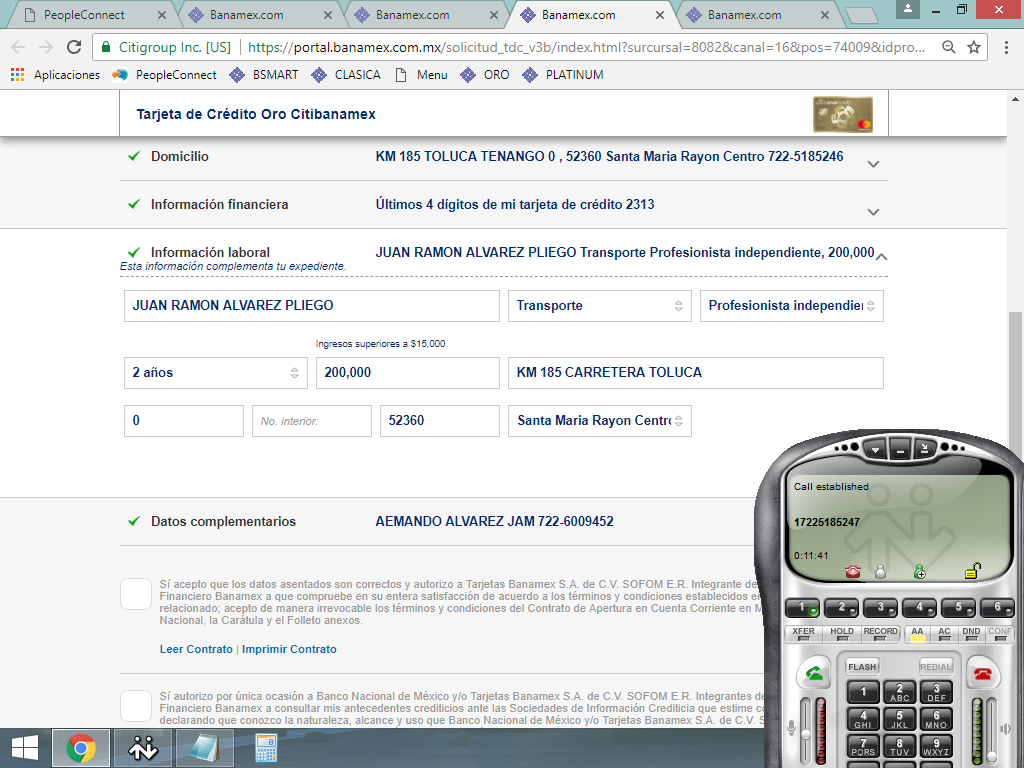 PeopleConnect
Banamex.com
Banamex.com
Banamex.com
Banamex.com
Citigroup Inc. [US] https://portal.banamex.com.mx/solicitud_tdc_v3b/index.html?surcursal=8082&canal=16&pos=74009&idpro...
Aplicaciones PeopleConnect BSMART CLASICA Menu ORO PLATINUM
Tarjeta de Crédito Oro Citibanamex
Domicilio KM 185 TOLUCA TENANGO 0 , 52360 Santa Maria Rayon Centro 722-5185246
Información financiera Últimos 4 dígitos de mi tarjeta de crédito 2313
Información laboral JUAN RAMON ALVAREZ PLIEGO Transporte Profesionista independiente, 200,000
Esta información complementa tu expediente.
JUAN RAMON ALVAREZ PLIEGO Transporte Profesionista independier
Ingresos superiores a $15,000
2 años 200,000 KM 185 CARRETERA TOLUCA
0 No. interior: 52360 Santa Maria Rayon Centro
Datos complementarios AEMANDO ALVAREZ JAM 722-6009452
Sí acepto que los datos asentados son correctos y autorizo a Tarjetas Banamex S.A. de C.V. SOFOM E.R. Integrante de
Financiero Banamex a que compruebe en su entera satisfacción de acuerdo a los términos y condiciones establecidos e
relacionado; acepto de manera irrevocable los términos y condiciones del Contrato de Apertura en Cuenta Corriente en M
Nacional, la Carátula y el Folleto anexos.
Leer Contrato | Imprimir Contrato
Sí autorizo por única ocasión a Banco Nacional de México y/o Tarjetas Banamex S.A. de C.V. SOFOM E.R. Integrantes de
Financiero Banamex a consultar mis antecedentes crediticios ante las Sociedades de Información Crediticia que estime co
declarando que conozco la naturaleza, alcance y uso que Banco Nacional de México y/o Tarjetas Banamex S.A. de C.V. S
Call established
17225185247
0:11:41
1 2 3 4 5 6
XFER HOLD RECORD AA AC DND CONF
FLASH REDIAL
1 2 ABC 3 DEF
4 GHI 5 JKL 6 MNO
7 PQRS 8 TUV 9 WXYZ